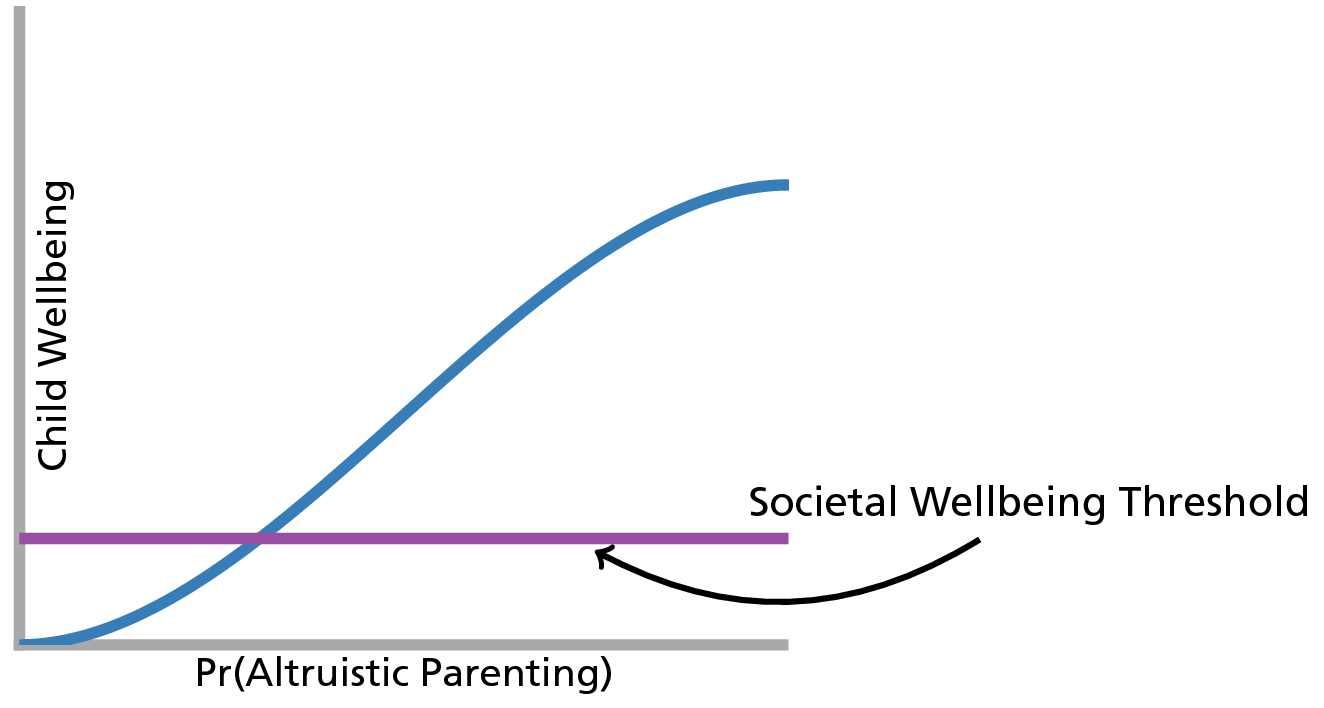 Child Wellbeing
Societal Wellbeing Threshold
Pr(Altruistic Parenting)